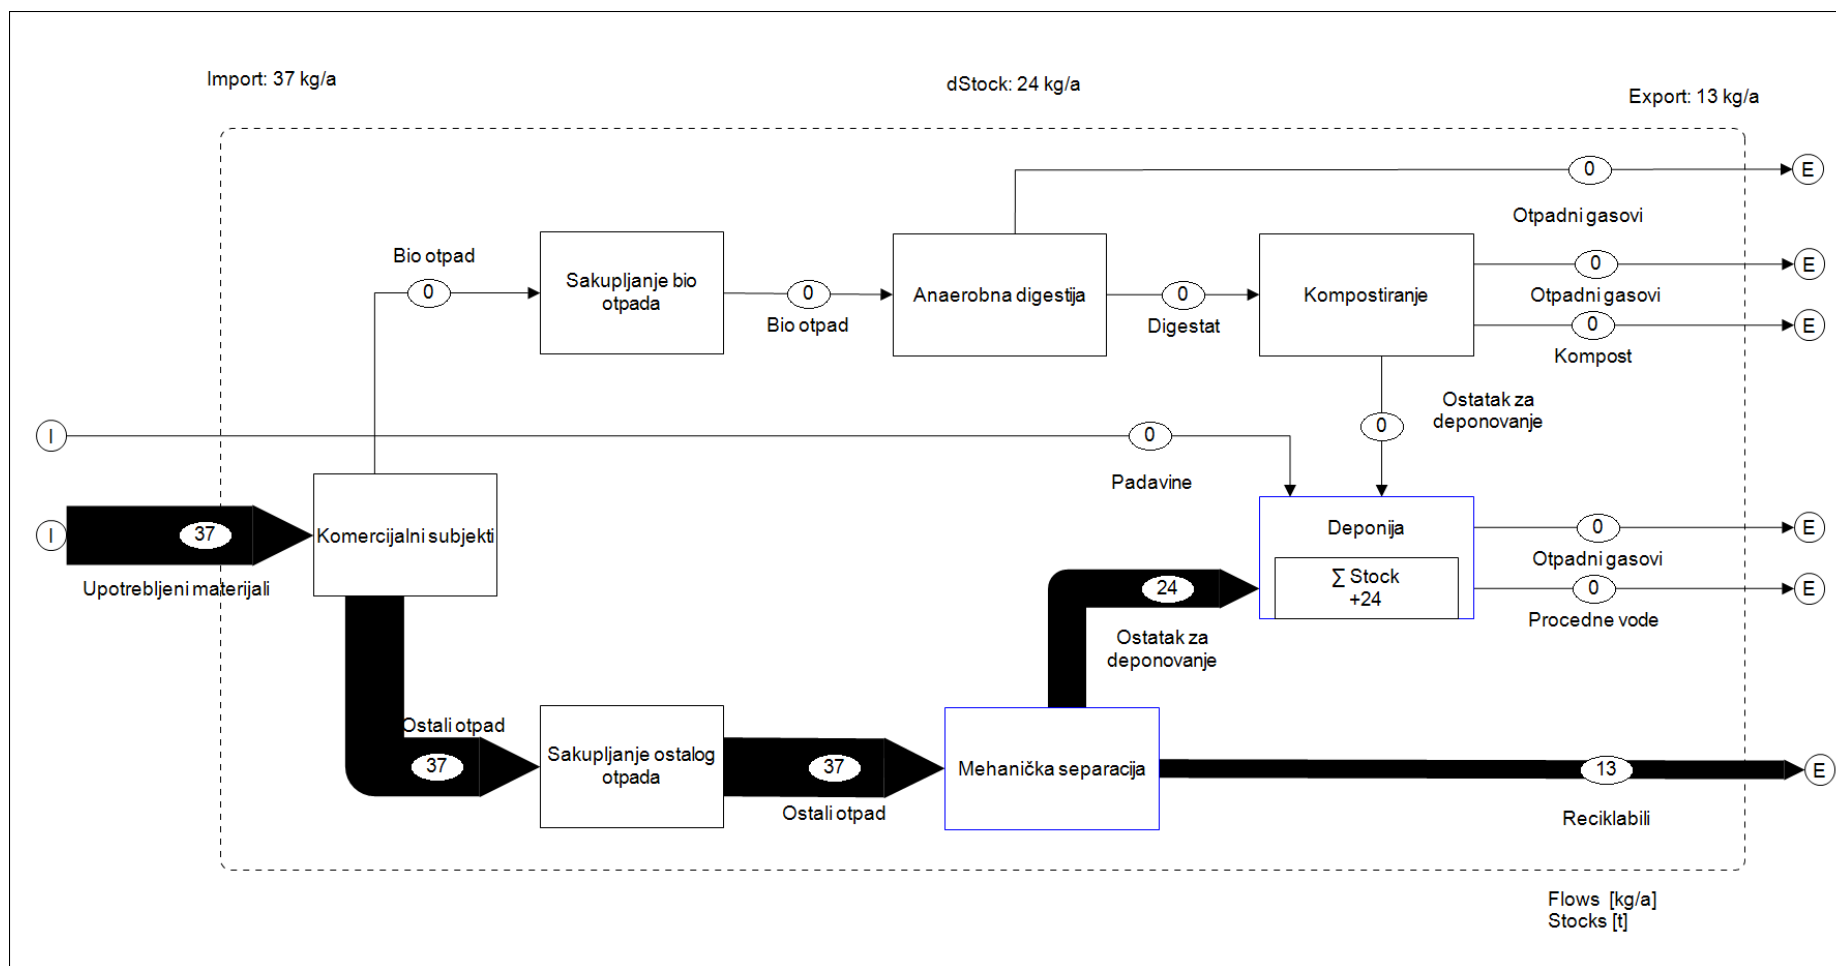 Import: 37 kg/a
dStock: 24 kg/a
Export: 13 kg/a
0
E
Otpadni gasovi
Bio otpad
0
Sakupljanje bio
otpada
0
Bio otpad
Anaerobna digestija
0
Digestat
Kompostiranje
0
E
Otpadni gasovi
0
E
Kompost
Ostatak za
deponovanje
0
I
0
Padavine
I
37
Upotrebljeni materijali
Komercijalni subjekti
Deponija
∑ Stock
+24
0
E
Otpadni gasovi
0
E
Procedne vode
24
Ostatak za
deponovanje
Ostali otpad
37
Sakupljanje ostalog
otpada
37
Ostali otpad
Mehanička separacija
13
E
Reciklabili
Flows [kg/a]
Stocks [t]